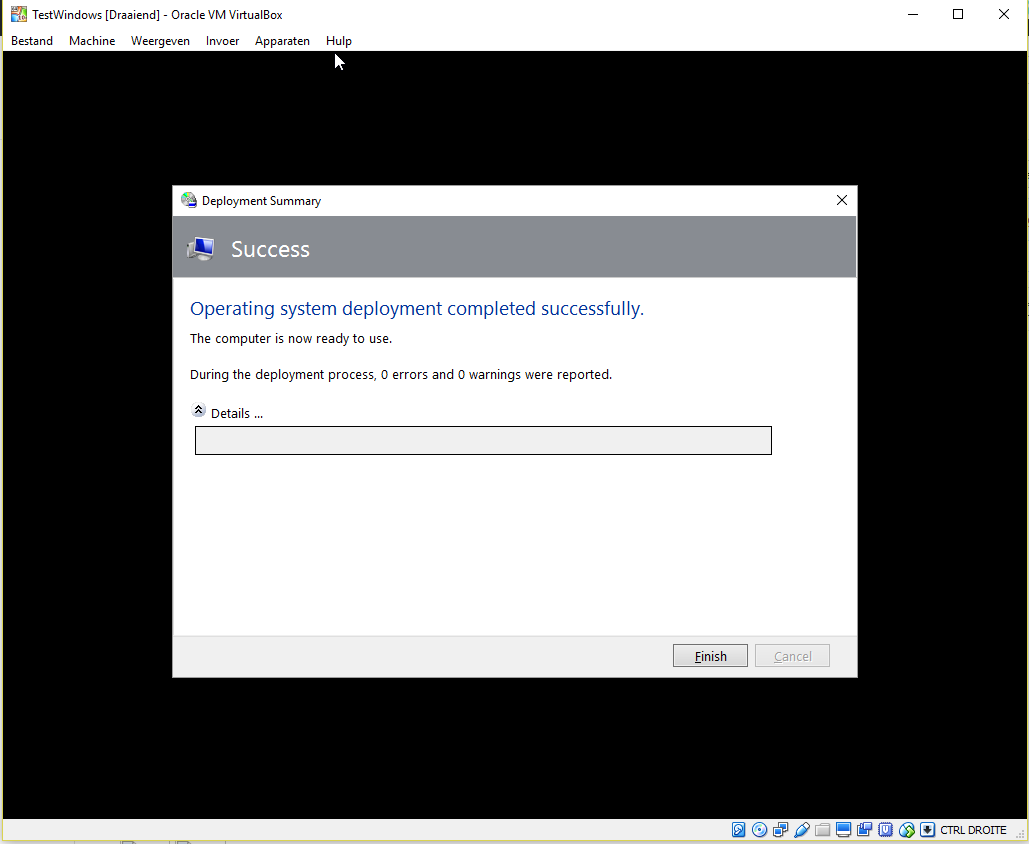 TestWindows [Draaiend] - Oracle VM VirtualBox
Bestand Machine Weergeven Invoer Apparaten Hulp
Deployment Summary
Success
Operating system deployment completed successfully.
The computer is now ready to use.
During the deployment process, 0 errors and 0 warnings were reported.
Details ...
Finish Cancel
CTRL DROITE